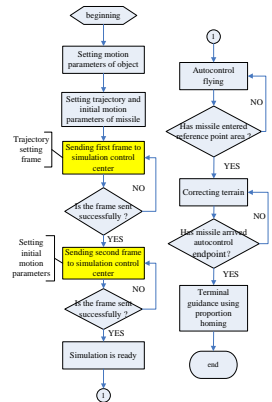 beginning
Setting motion
parameters of object
Setting trajectory and
initial motion
parameters of missile
Trajectory
setting
frame
Sending first frame to
simulation control
center
NO
Is the frame sent
successfully ?
YES
Setting
initial
motion
parameters
Sending second frame to
simulation control
center
NO
Is the frame sent
successfully ?
YES
Simulation is ready
1
1
Autocontrol
flying
Has missile entered
reference point area ?
NO
YES
Correcting terrain
Has missile arrived
autocontrol
endpoint?
NO
YES
Terminal
guidance using
proportion
homing
end